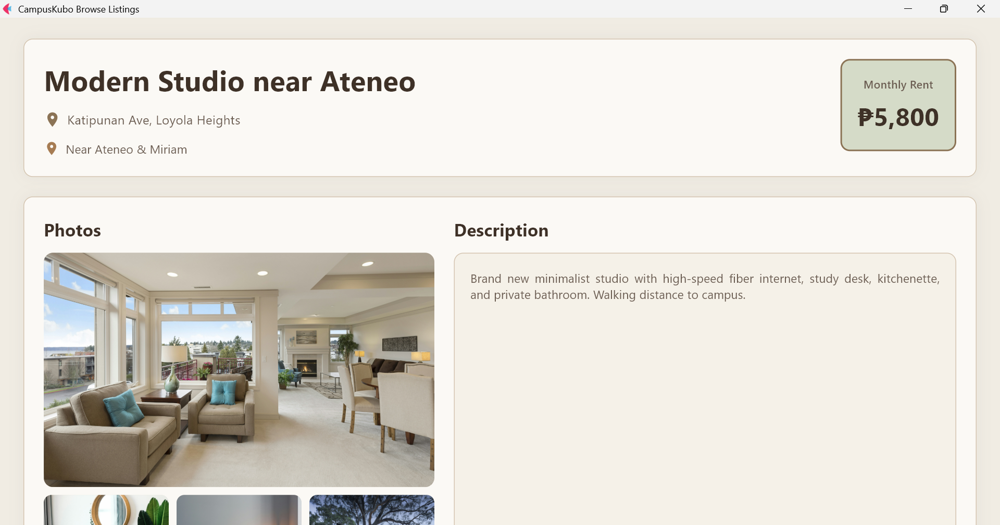 CampusKubo Browse Listings
Modern Studio near Ateneo
Katipunan Ave, Loyola Heights
Near Ateneo & Miriam
Monthly Rent
₱5,800
Photos
Description
Brand new minimalist studio with high-speed fiber internet, study desk, kitchenette,
and private bathroom. Walking distance to campus.